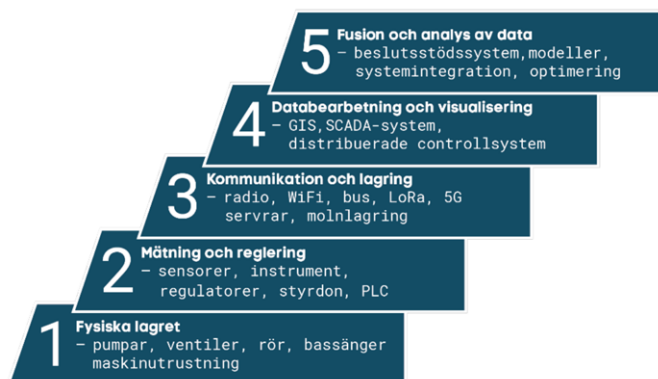 5 Fusion och analys av data
– beslutsstödssystem,modeller,
systemintegration, optimering
4 Databearbetning och visualisering
– GIS,SCADA-system,
distribuerade controllsystem
3 Kommunikation och lagring
– radio, WiFi, bus, LoRa, 5G
servrar, molnlagring
2 Mätning och reglering
– sensorer, instrument,
regulatorer, styrdon, PLC
1 Fysiska lagret
– pumpar, ventiler, rör, bassänger
maskinutrustning